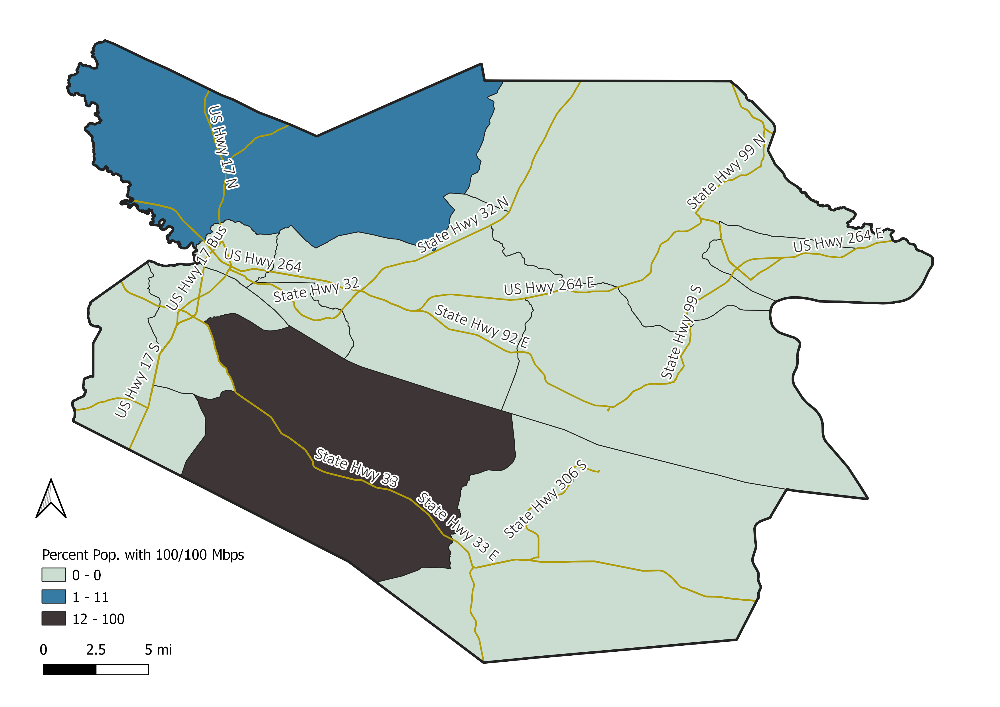 US Hwy 17 N
State Hwy 99 N
State Hwy 32 N
US Hwy 17 Bus
US Hwy 264
US Hwy 264 E
State Hwy 32
US Hwy 264 E
State Hwy 92 E
State Hwy 99 S
US Hwy 17 S
State Hwy 33
State Hwy 33 E
State Hwy 306 S
Percent Pop. with 100/100 Mbps
0 - 0
1 - 11
12 - 100
0 2.5 5 mi